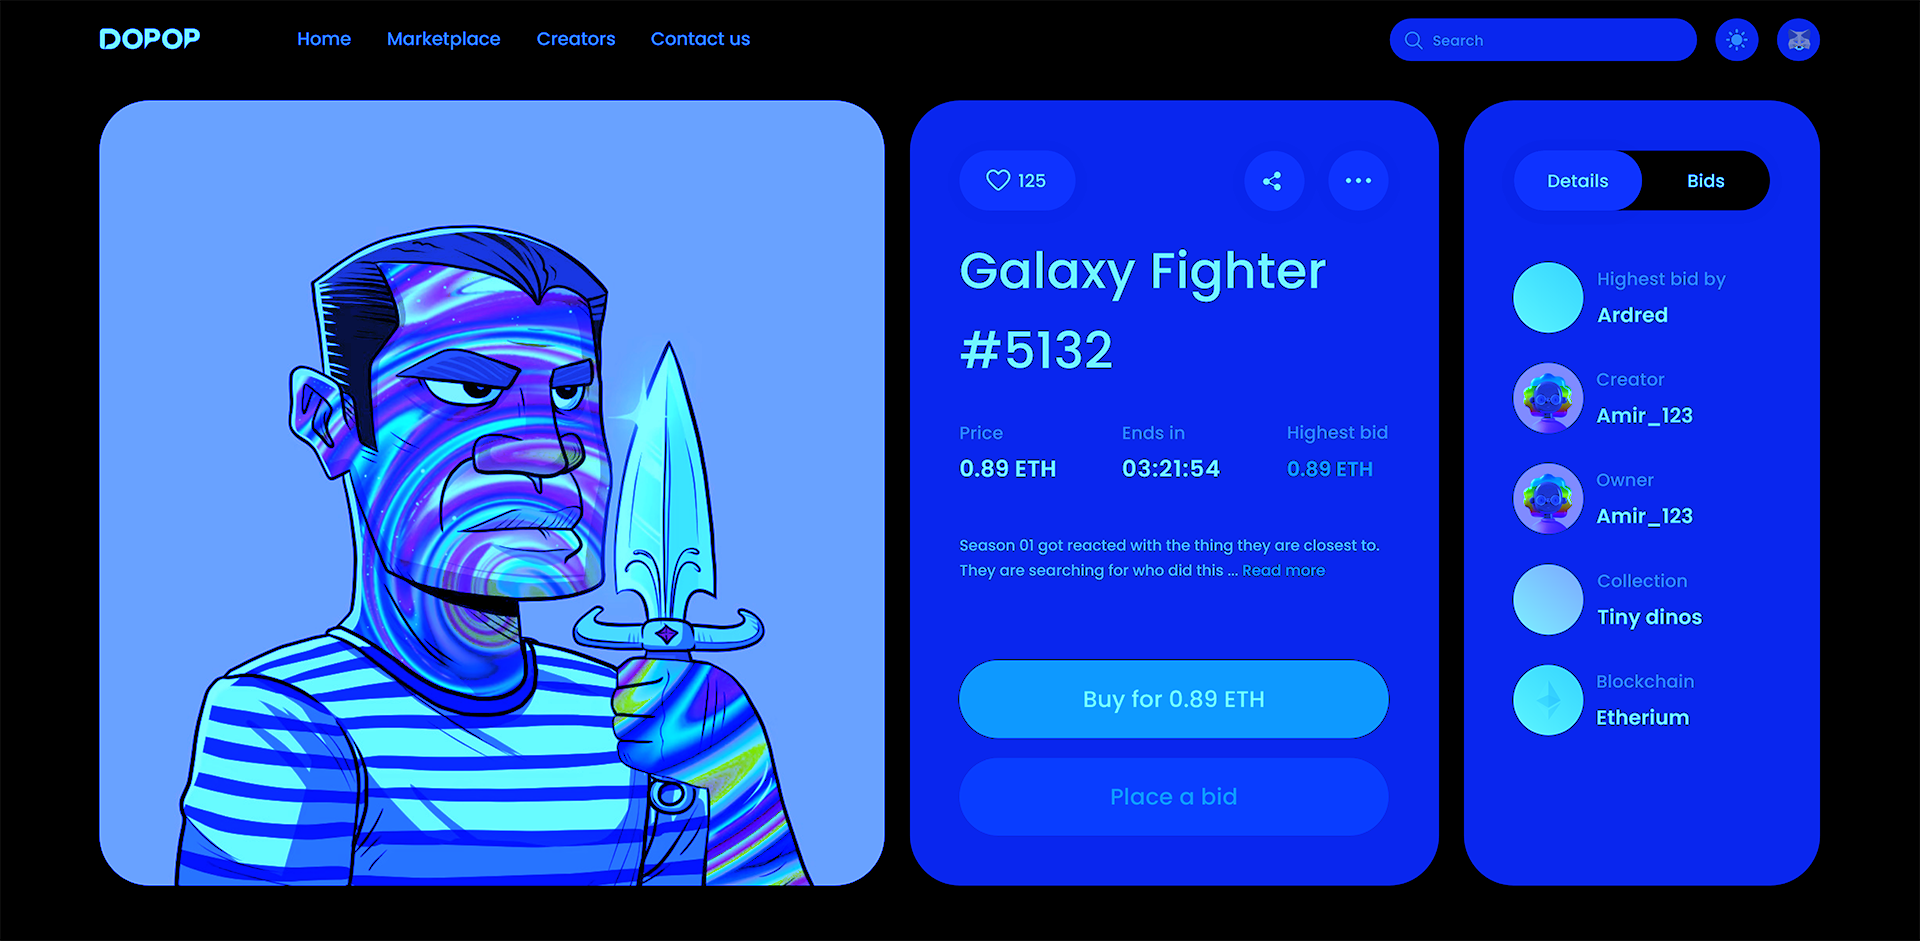 DOPOP
Home
Marketplace
Creators
Contact us
Search
125
Galaxy Fighter
#5132
Price
0.89 ETH
Ends in
03:21:54
Highest bid
0.89 ETH
Season 01 got reacted with the thing they are closest to.
They are searching for who did this ... Read more
Buy for 0.89 ETH
Place a bid
Details
Bids
Highest bid by
Ardred
Creator
Amir_123
Owner
Amir_123
Collection
Tiny dinos
Blockchain
Etherium